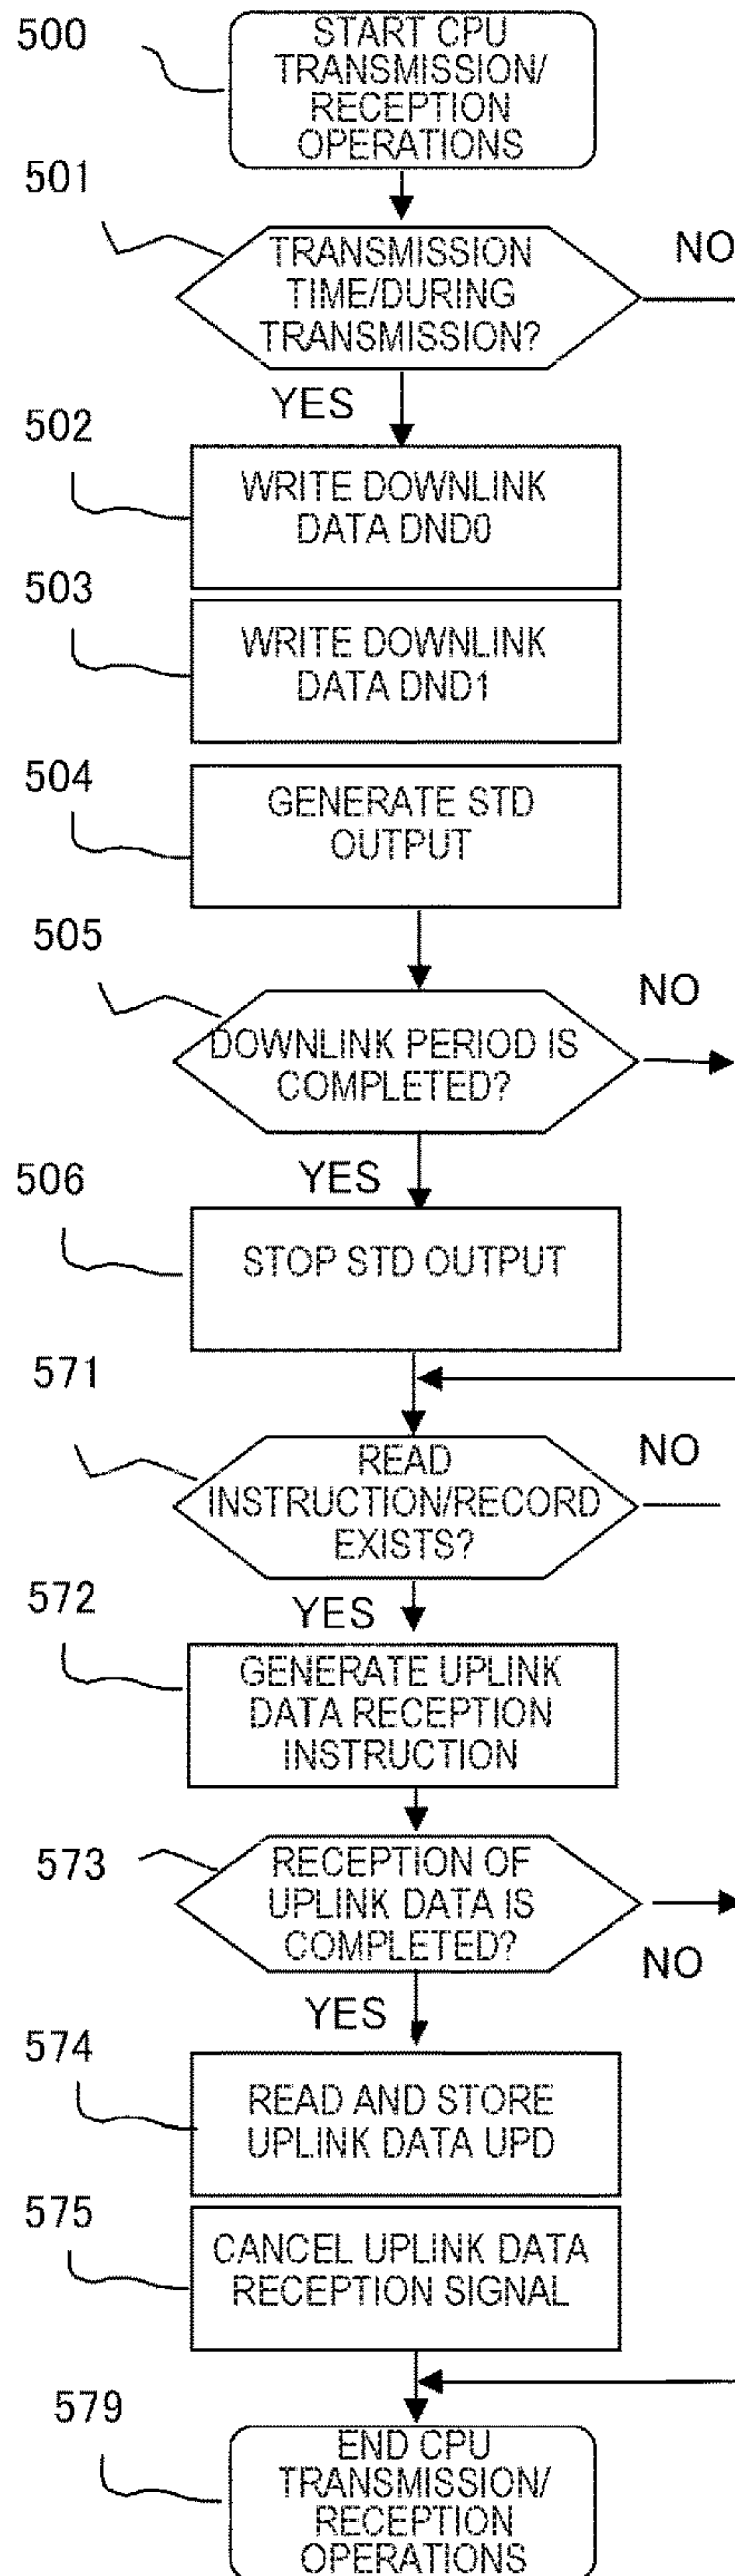 500
START CPU
TRANSMISSION/
RECEPTION
OPERATIONS
501
TRANSMISSION
TIME/DURING
TRANSMISSION?
NO
YES
502
WRITE DOWNLINK
DATA DND0
503
WRITE DOWNLINK
DATA DND1
504
GENERATE STD
OUTPUT
505
DOWNLINK PERIOD IS
COMPLETED?
NO
YES
506
STOP STD OUTPUT
571
READ
INSTRUCTION/RECORD
EXISTS?
NO
YES
572
GENERATE UPLINK
DATA RECEPTION
INSTRUCTION
573
RECEPTION OF
UPLINK DATA IS
COMPLETED?
NO
YES
574
READ AND STORE
UPLINK DATA UPD
575
CANCEL UPLINK DATA
RECEPTION SIGNAL
579
END CPU
TRANSMISSION/
RECEPTION
OPERATIONS